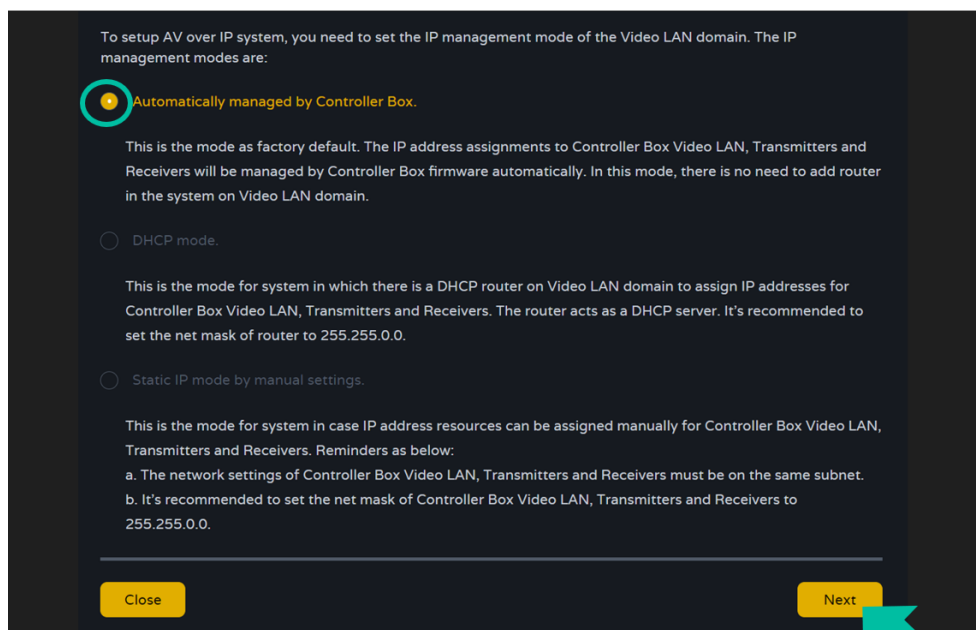 To setup AV over IP system, you need to set the IP management mode of the Video LAN domain. The IP
management modes are:
Automatically managed by Controller Box.
This is the mode as factory default. The IP address assignments to Controller Box Video LAN, Transmitters and
Receivers will be managed by Controller Box firmware automatically. In this mode, there is no need to add router
in the system on Video LAN domain.
DHCP mode.
This is the mode for system in which there is a DHCP router on Video LAN domain to assign IP addresses for
Controller Box Video LAN, Transmitters and Receivers. The router acts as a DHCP server. It's recommended to
set the net mask of router to 255.255.0.0.
Static IP mode by manual settings.
This is the mode for system in case IP address resources can be assigned manually for Controller Box Video LAN,
Transmitters and Receivers. Reminders as below:
a. The network settings of Controller Box Video LAN, Transmitters and Receivers must be on the same subnet.
b. It's recommended to set the net mask of Controller Box Video LAN, Transmitters and Receivers to
255.255.0.0.
Close
Next